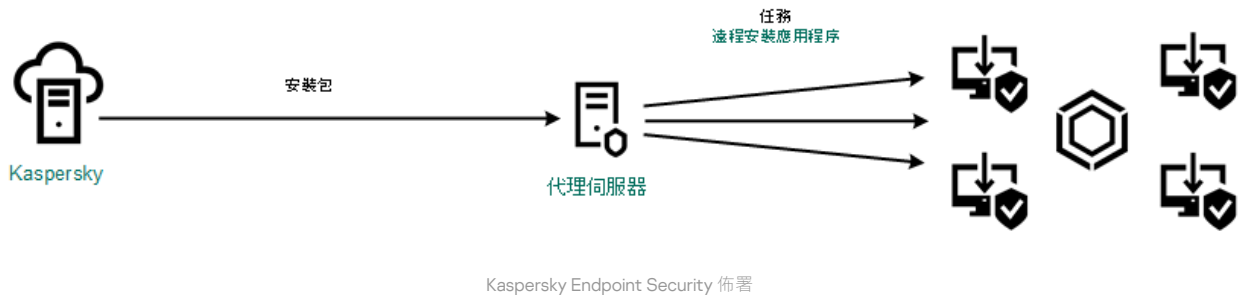 任務
遠程安裝應用程序
安裝包
Kaspersky
代理伺服器
Kaspersky Endpoint Security 佈署